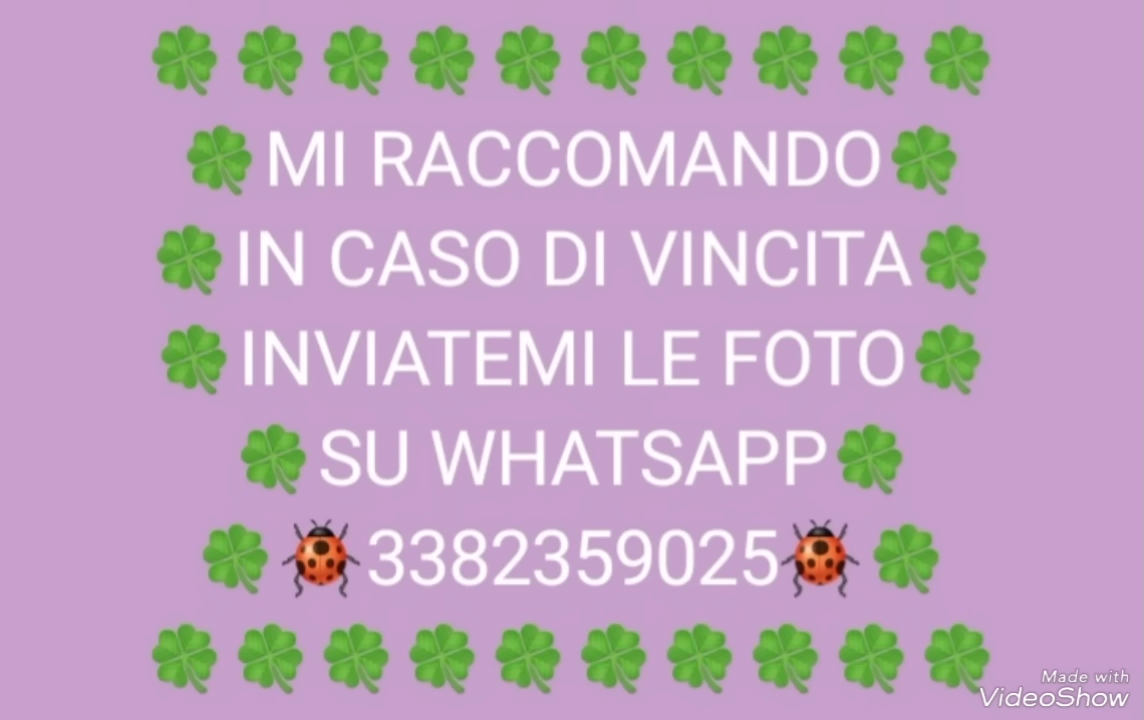 🍀🍀🍀🍀🍀🍀🍀🍀🍀🍀
🍀MI RACCOMANDO🍀
🍀IN CASO DI VINCITA🍀
🍀INVIATEMI LE FOTO🍀
🍀SU WHATSAPP🍀
🍀🐞3382359025🐞🍀
🍀🍀🍀🍀🍀🍀🍀🍀🍀🍀
Made with
VideoShow